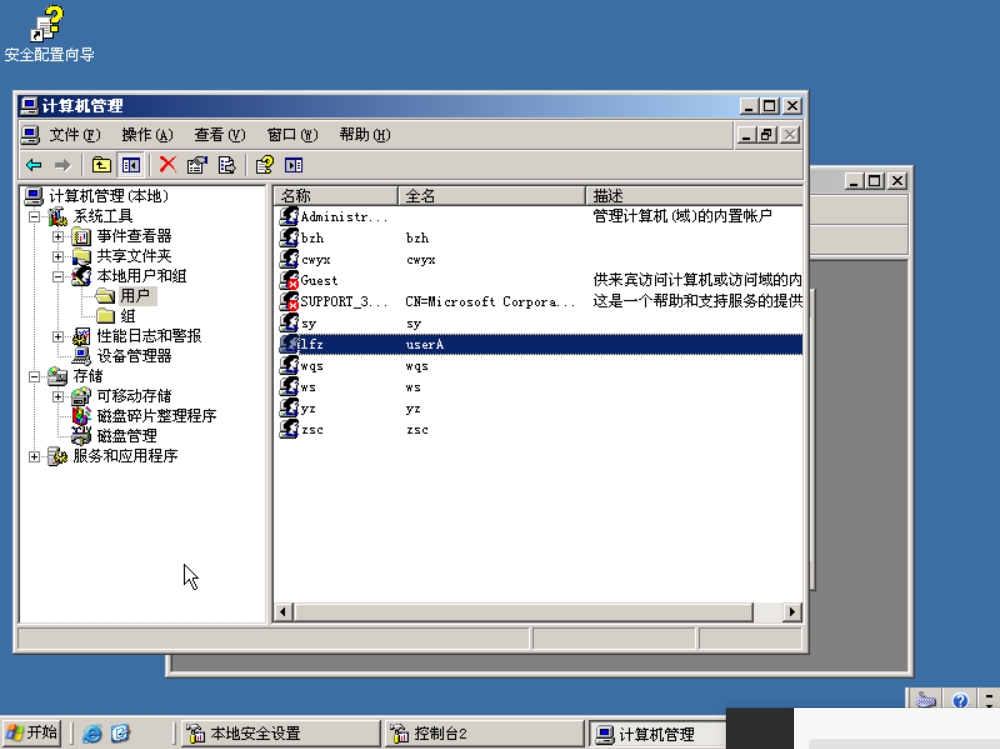 安全配置向导
计算机管理
文件(F) 操作(A) 查看(V) 窗口(W) 帮助(H)
计算机管理(本地)
系统工具
事件查看器
共享文件夹
本地用户和组
用户
组
性能日志和警报
设备管理器
存储
可移动存储
磁盘碎片整理程序
磁盘管理
服务和应用程序
名称 全名 描述
Administr... 管理计算机(域)的内置帐户
bzh bzh
cwyx cwyx
Guest 供来宾访问计算机或访问域的内
SUPPORT_3... CN=Microsoft Corpora... 这是一个帮助和支持服务的提供
sy sy
lfz userA
wqs wqs
ws ws
yz yz
zsc zsc
开始 本地安全设置 控制台2 计算机管理